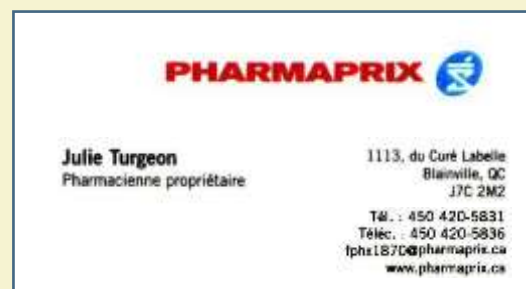 PHARMAPRIX
Julie Turgeon
Pharmacienne propriétaire
1113, du Curé Labelle
Blainville, QC
J7C 2M2
Tél. : 450 420-5831
Téléc. : 450 420-5836
fphx1870@pharmaprix.ca
www.pharmaprix.ca